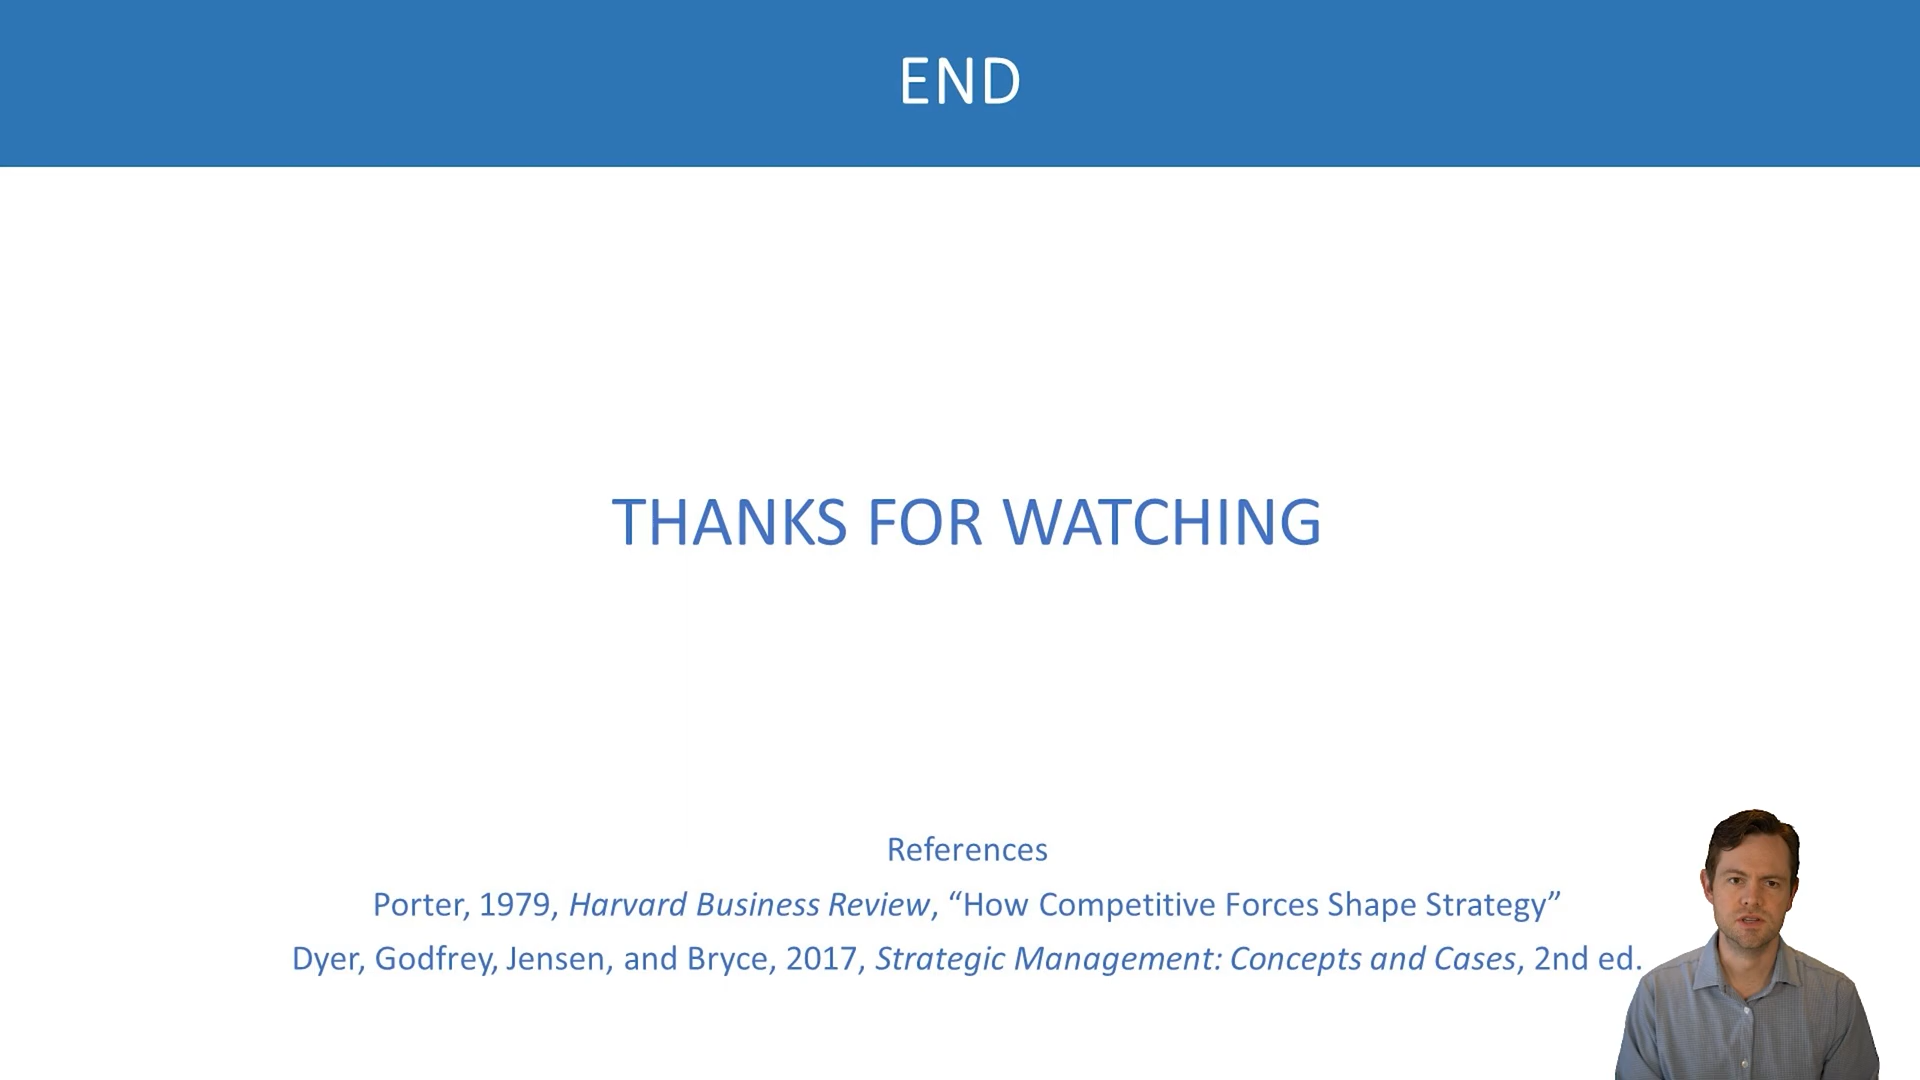 END
THANKS FOR WATCHING
References
Porter, 1979, Harvard Business Review, “How Competitive Forces Shape Strategy”
Dyer, Godfrey, Jensen, and Bryce, 2017, Strategic Management: Concepts and Cases, 2nd ed.